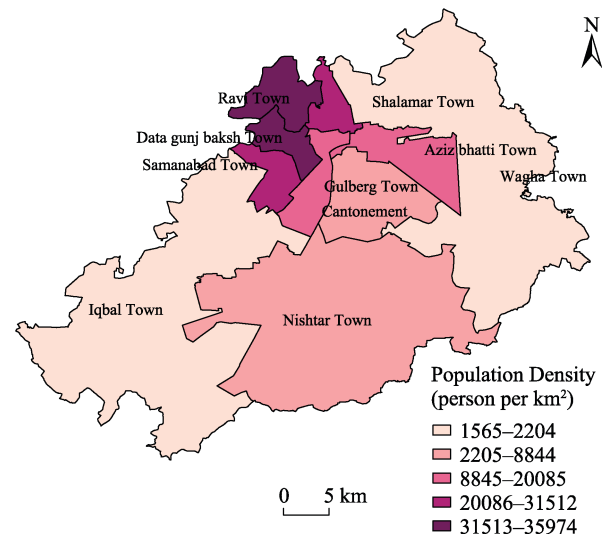 N
Ravi Town
Shalamar Town
Data gunj baksh Town
Aziz bhatti Town
Samanabad Town
Wagha Town
Gulberg Town
Cantonement
Iqbal Town
Nishtar Town
Population Density
(person per km²)
1565–2204
2205–8844
8845–20085
20086–31512
31513–35974
0 5 km